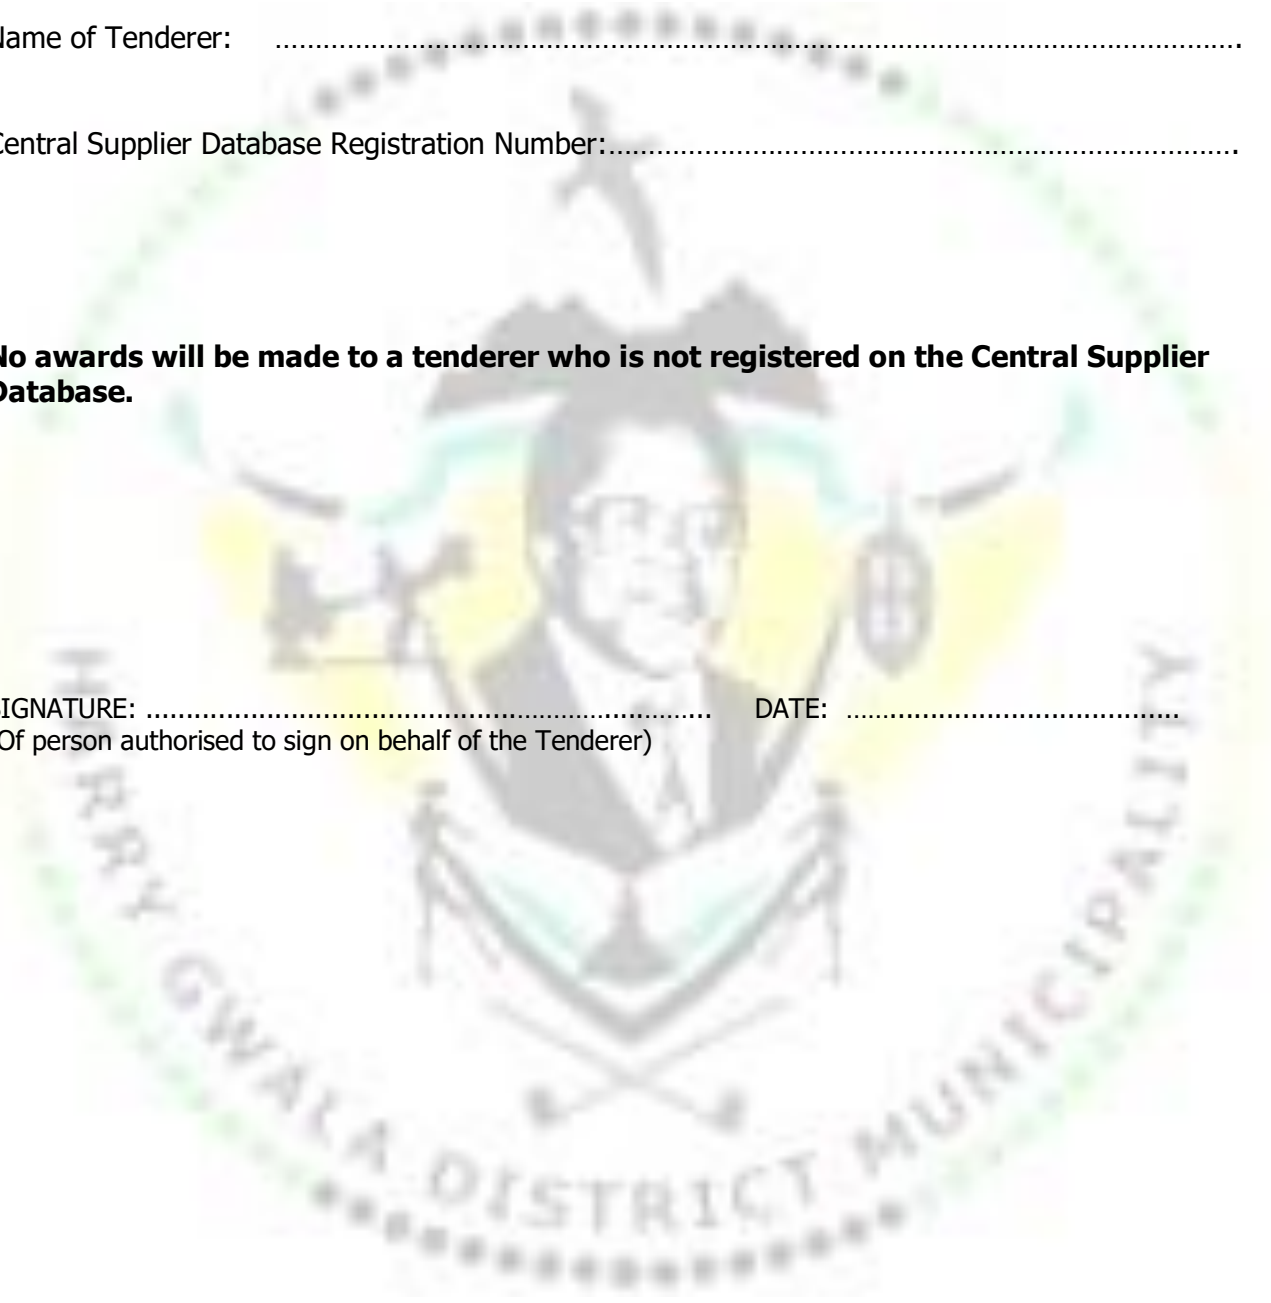 Name of Tenderer: ……………………………………………………………………………………………………….
Central Supplier Database Registration Number:…………………………………………………………………….
No awards will be made to a tenderer who is not registered on the Central Supplier
Database.
SIGNATURE: ................................................................... DATE: .........................................
(Of person authorised to sign on behalf of the Tenderer)
HARRY GWALA DISTRICT MUNICIPALITY